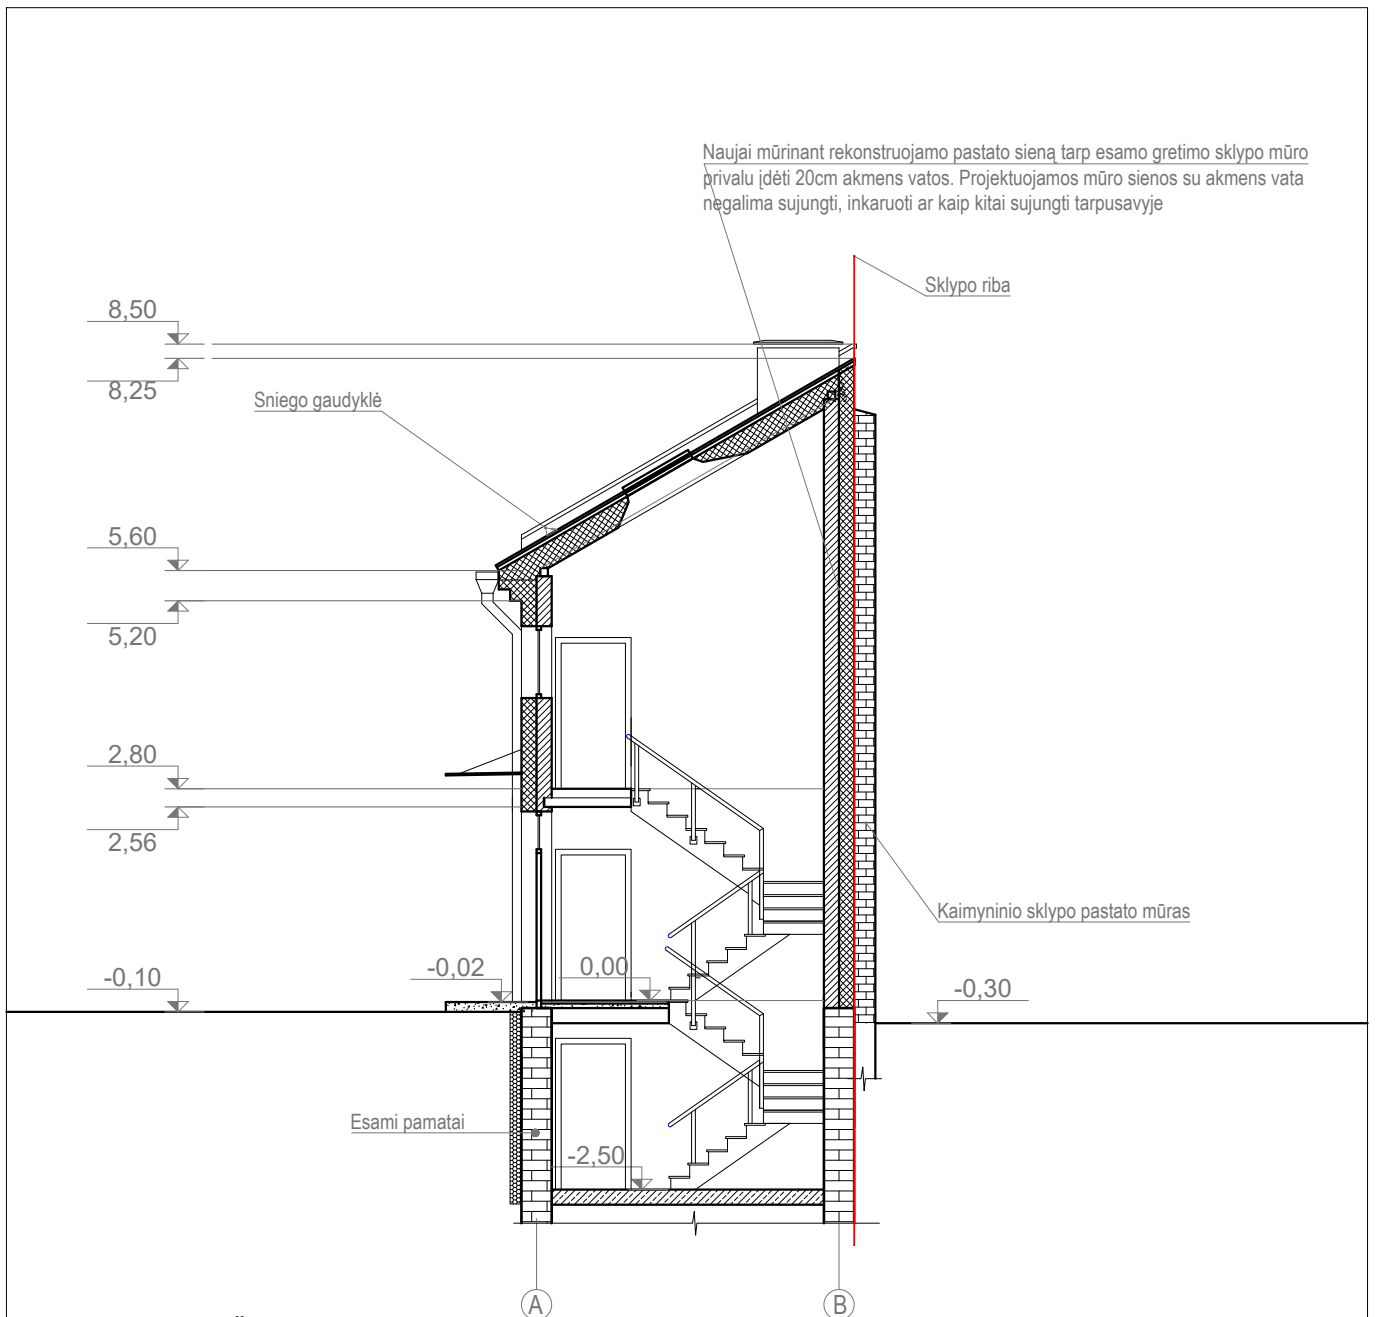 Naujai mūrinant rekonstruojamo pastato sieną tarp esamo gretimo sklypo mūro
privalu įdėti 20cm akmens vatos. Projektuojamos mūro sienos su akmens vata
negalima sujungti, inkaruoti ar kaip kitai sujungti tarpusavyje
Sklypo riba
8,50
8,25
Sniego gaudyklė
5,60
5,20
2,80
2,56
Kaimyninio sklypo pastato mūras
-0,10
-0,02
0,00
-0,30
Esami pamatai
-2,50
A
B